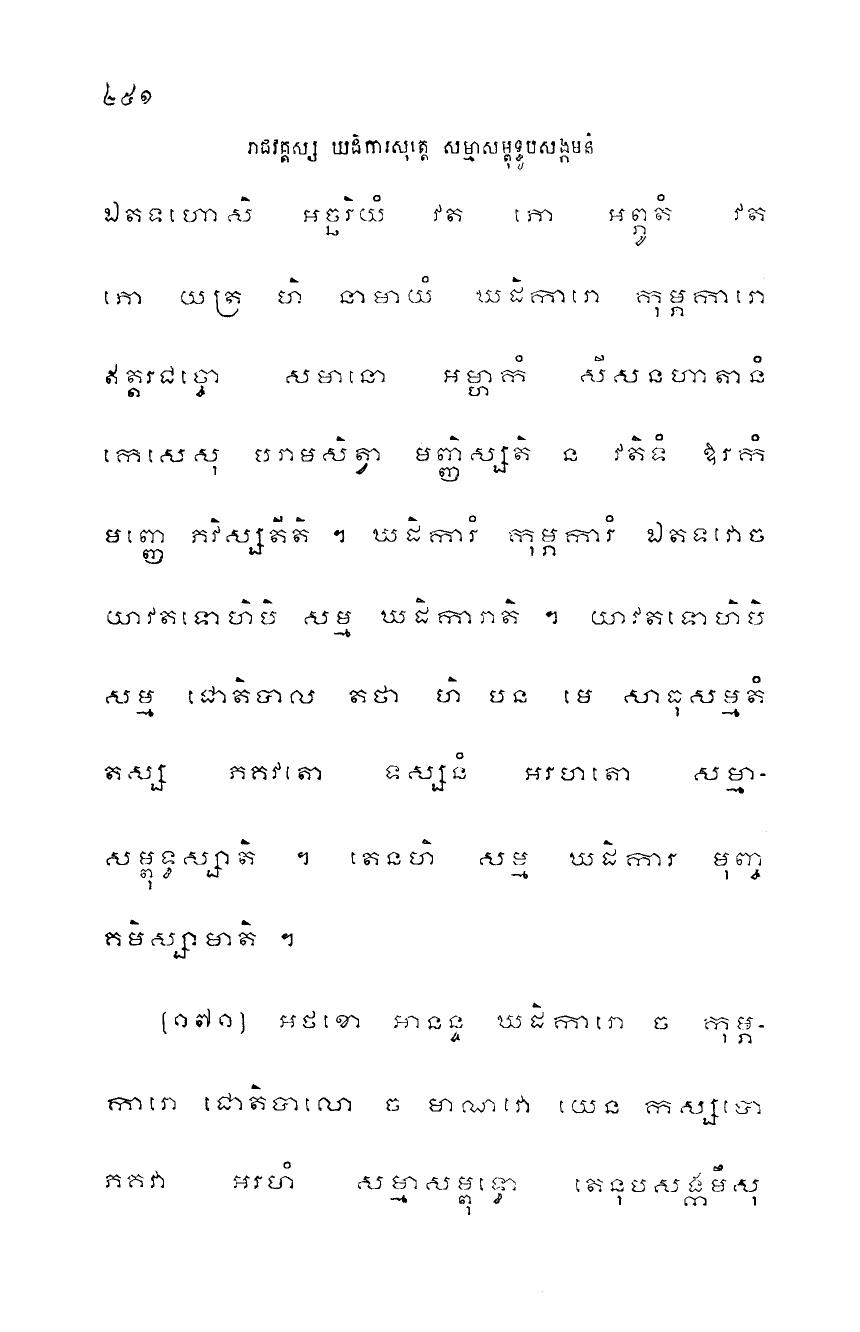 ៤៥១
រាជវគ្គស្ស ឃដិការសុត្តេ សម្មាសម្ពុទ្ធូបសង្កមនំ
ឯតទហោសិ អច្ឆរិយំ វត ភោ អព្ភូតំ វត
ភោ យត្រ ហិ នាមាយំ ឃដិការោ កុម្ភការោ
ឥត្តរជច្ចោ សមានោ អម្ហាកំ សីសនហាតានំ
កេសេសុ បរាមសិត្វា មញ្ញិស្សតិ ន វតិទំ ឱរកំ
មញ្ញេ ភវិស្សតីតិ ។ ឃដិការំ កុម្ភការំ ឯតទវោច
យាវតទោហិបិ សម្ម ឃដិការាតិ ។ យាវតទោហិបិ
សម្ម ជោតិបាល តថា ហិ បន មេ សាធុសម្មតំ
តស្ស ភគវតោ ទស្សនំ អរហតោ សម្មា-
សម្ពុទ្ធស្សាតិ ។ តេនហិ សម្ម ឃដិការ មុញ្ច
គមិស្សាមាតិ ។
(១៧១) អថខោ អានន្ទ ឃដិការោ ច កុម្ភ-
ការោ ជោតិបាលោ ច មាណវោ យេន កស្សបោ
ភគវា អរហំ សម្មាសម្ពុទ្ធោ តេនុបសង្កមឹសុ